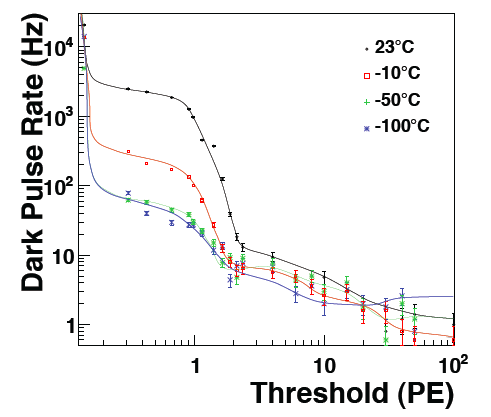 Dark Pulse Rate (Hz)
10⁴
10³
10²
10
1
23°C
-10°C
-50°C
-100°C
1
10
10²
Threshold (PE)